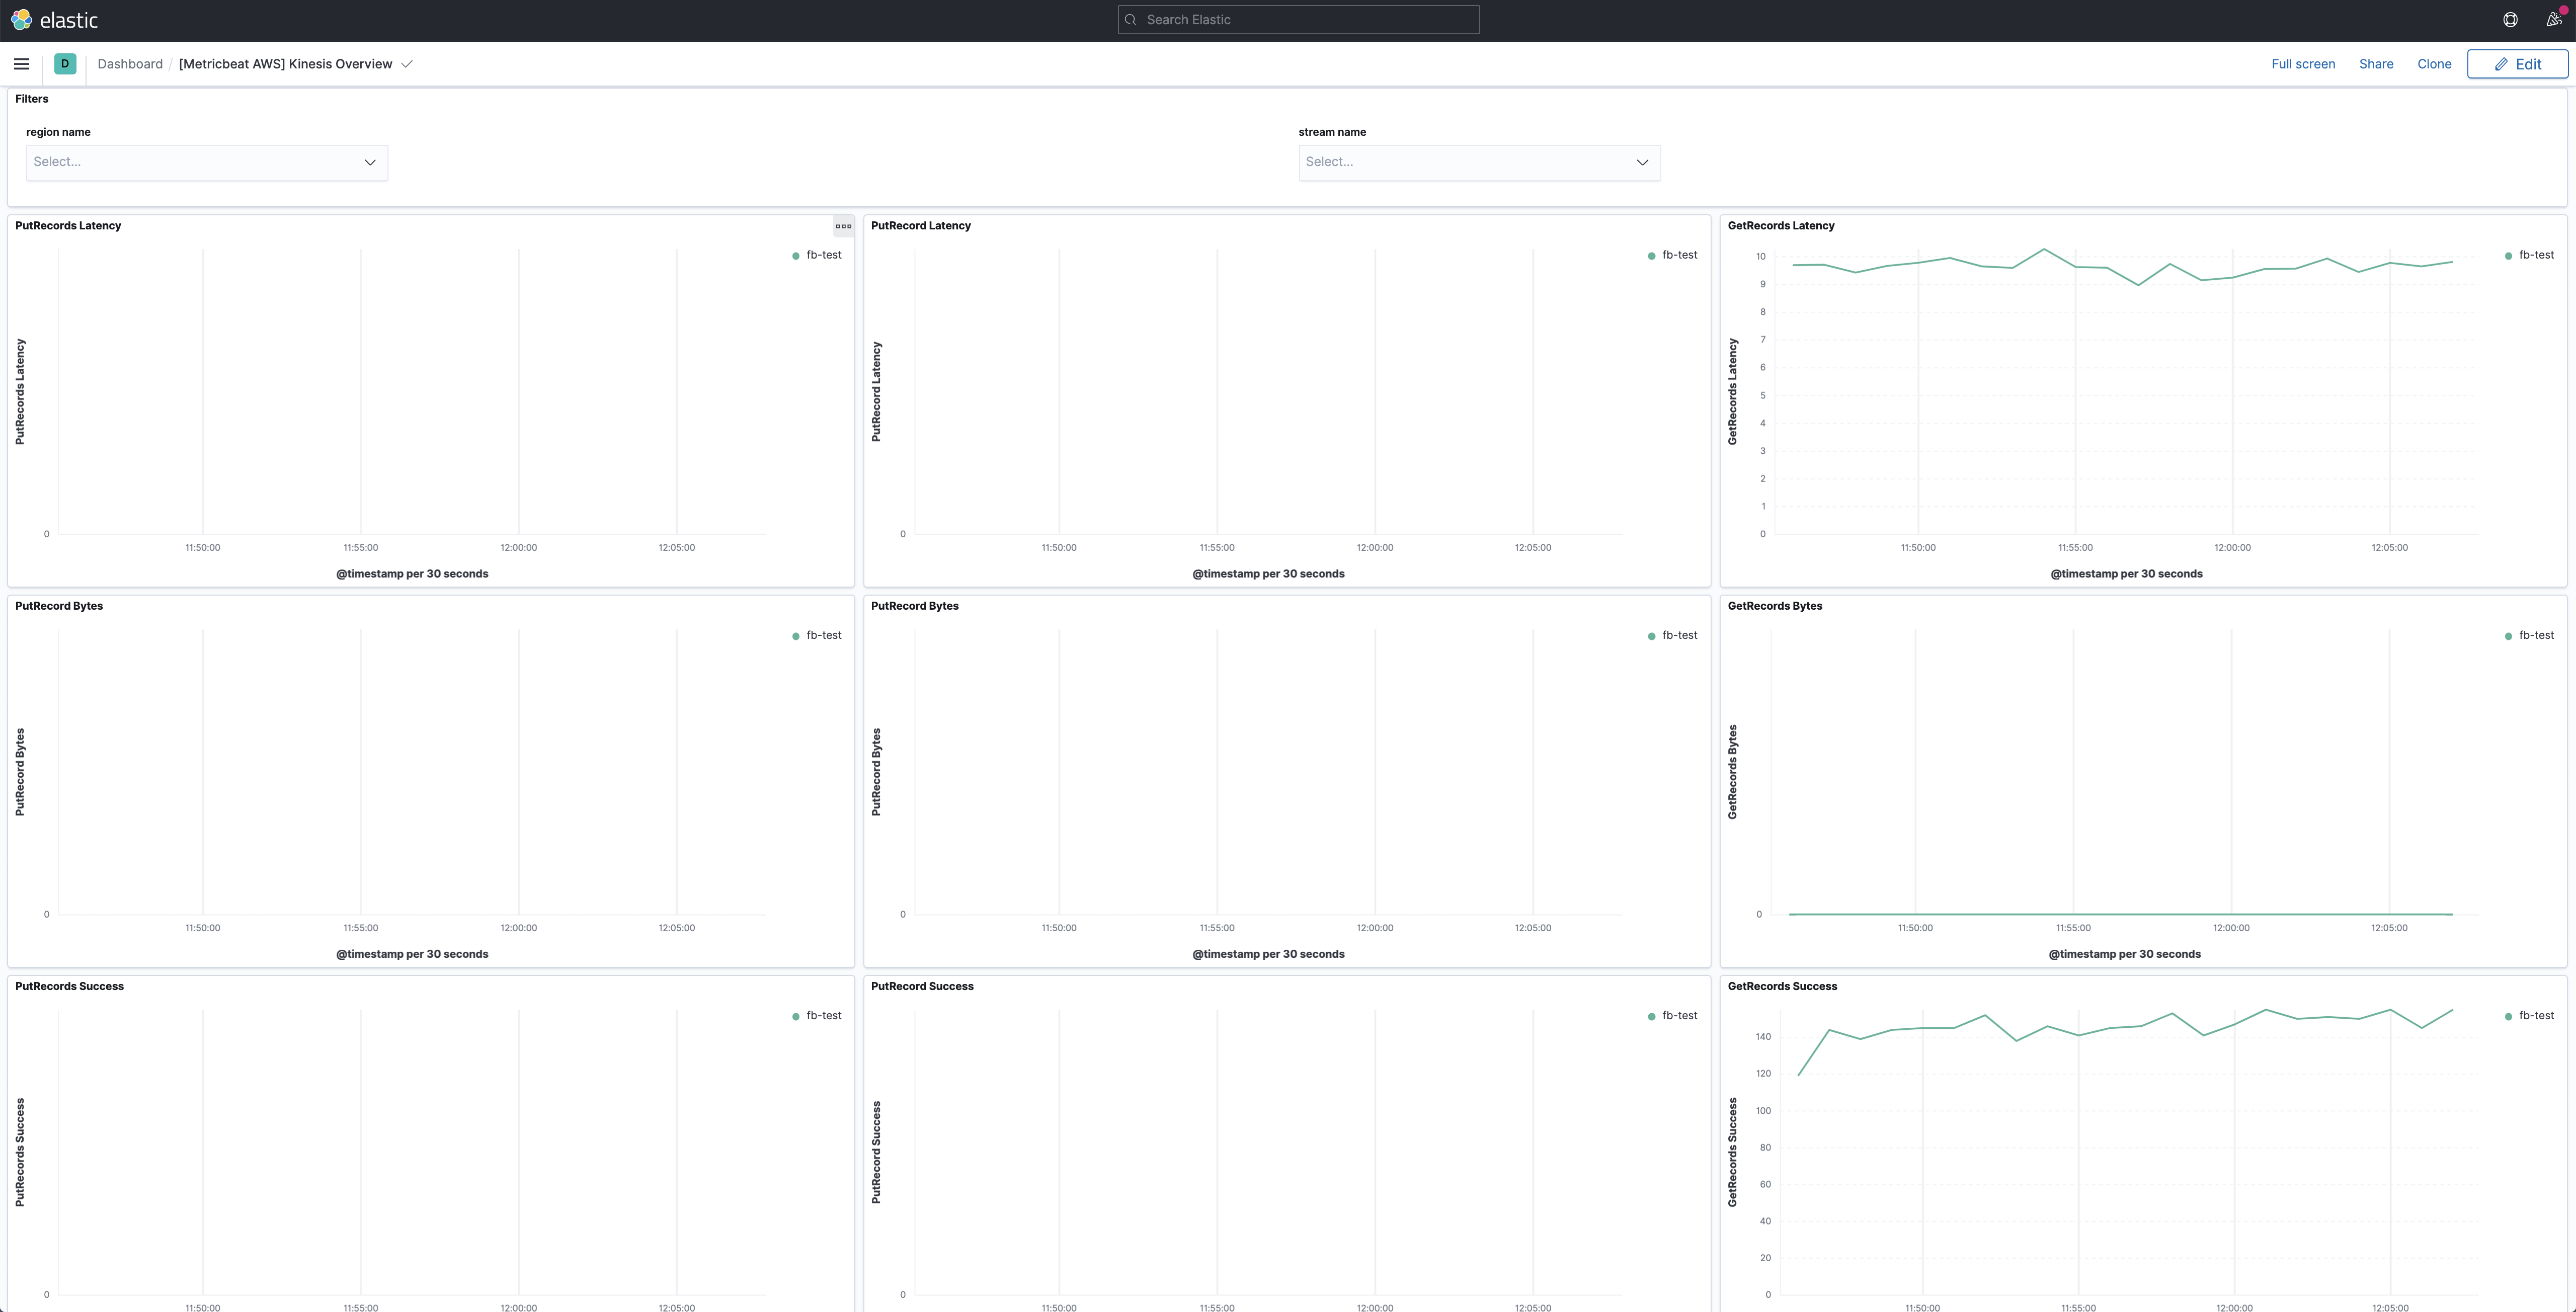 elastic
Search Elastic
D
Dashboard / [Metricbeat AWS] Kinesis Overview
Full screen
Share
Clone
Edit
Filters
region name
Select...
stream name
Select...
PutRecords Latency
fb-test
PutRecords Latency
0
11:50:00 11:55:00 12:00:00 12:05:00
@timestamp per 30 seconds
PutRecord Latency
fb-test
PutRecord Latency
0
11:50:00 11:55:00 12:00:00 12:05:00
@timestamp per 30 seconds
GetRecords Latency
fb-test
GetRecords Latency
10
9
8
7
6
5
4
3
2
1
0
11:50:00 11:55:00 12:00:00 12:05:00
@timestamp per 30 seconds
PutRecord Bytes
fb-test
PutRecord Bytes
0
11:50:00 11:55:00 12:00:00 12:05:00
@timestamp per 30 seconds
PutRecord Bytes
fb-test
PutRecord Bytes
0
11:50:00 11:55:00 12:00:00 12:05:00
@timestamp per 30 seconds
GetRecords Bytes
fb-test
GetRecords Bytes
0
11:50:00 11:55:00 12:00:00 12:05:00
@timestamp per 30 seconds
PutRecords Success
fb-test
PutRecords Success
0
11:50:00 11:55:00 12:00:00 12:05:00
PutRecord Success
fb-test
PutRecord Success
0
11:50:00 11:55:00 12:00:00 12:05:00
GetRecords Success
fb-test
GetRecords Success
140
120
100
80
60
40
20
0
11:50:00 11:55:00 12:00:00 12:05:00